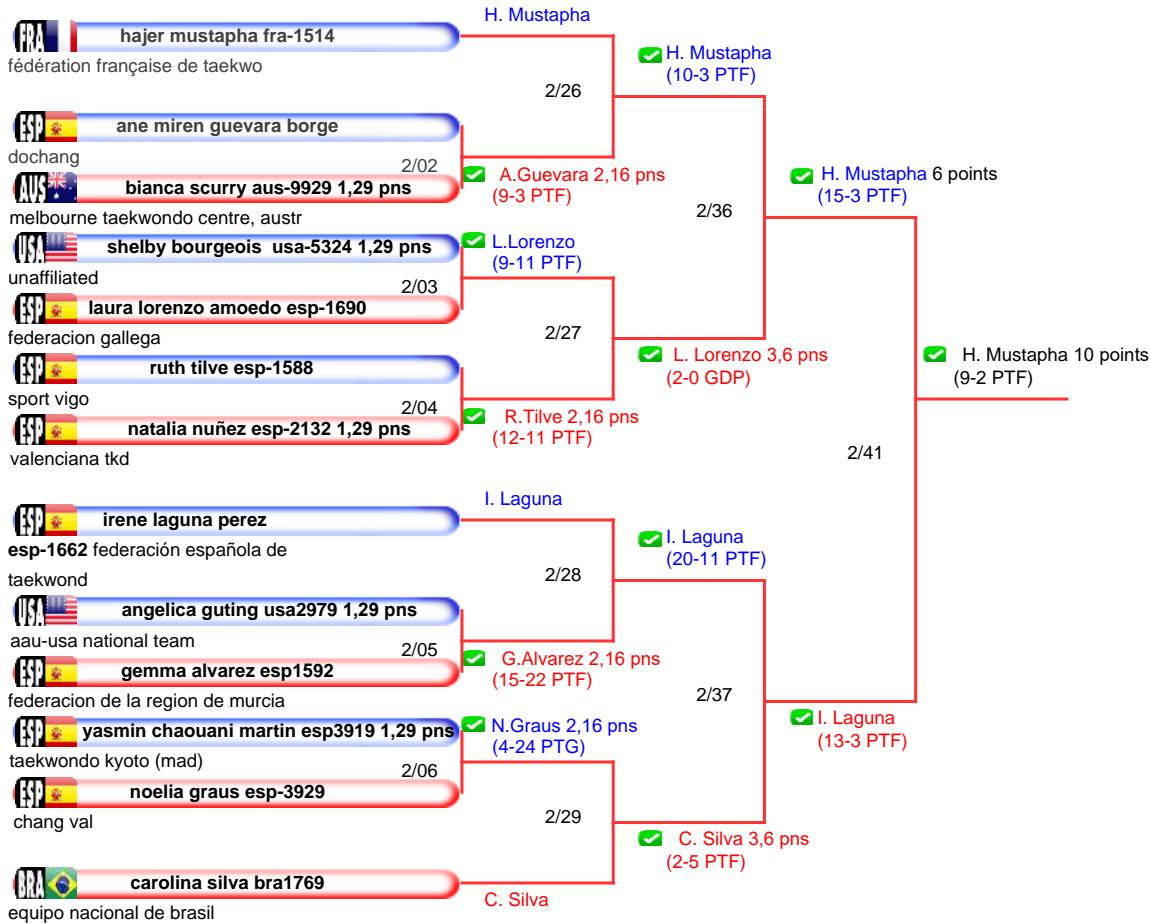 H. Mustapha
FRA hajer mustapha fra-1514
fédération française de taekwo
H. Mustapha
(10-3 PTF)
2/26
ESP ane miren guevara borge
dochang
2/02
A.Guevara 2,16 pns
(9-3 PTF)
AUS bianca scurry aus-9929 1,29 pns
melbourne taekwondo centre, austr
H. Mustapha 6 points
(15-3 PTF)
2/36
USA shelby bourgeois usa-5324 1,29 pns
unaffiliated
L.Lorenzo
(9-11 PTF)
2/03
ESP laura lorenzo amoedo esp-1690
federacion gallega
2/27
L. Lorenzo 3,6 pns
(2-0 GDP)
ESP ruth tilve esp-1588
sport vigo
2/04
R.Tilve 2,16 pns
(12-11 PTF)
ESP natalia nuñez esp-2132 1,29 pns
valenciana tkd
H. Mustapha 10 points
(9-2 PTF)
2/41
I. Laguna
ESP irene laguna perez
esp-1662 federación española de
taekwond
I. Laguna
(20-11 PTF)
2/28
USA angelica guting usa2979 1,29 pns
aau-usa national team
2/05
G.Alvarez 2,16 pns
(15-22 PTF)
ESP gemma alvarez esp1592
federacion de la region de murcia
2/37
I. Laguna
(13-3 PTF)
ESP yasmin chaouani martin esp3919 1,29 pns
taekwondo kyoto (mad)
N.Graus 2,16 pns
(4-24 PTG)
2/06
ESP noelia graus esp-3929
chang val
2/29
C. Silva 3,6 pns
(2-5 PTF)
BRA carolina silva bra1769
equipo nacional de brasil
C. Silva